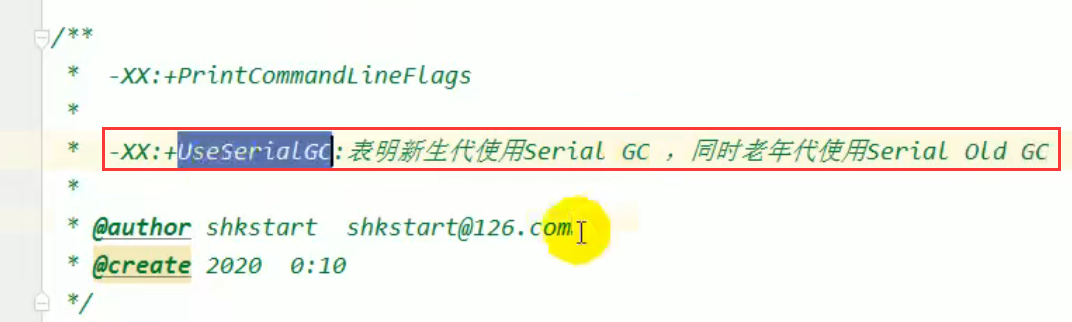 /**
* -XX:+PrintCommandLineFlags
*
* -XX:+UseSerialGC:表明新生代使用Serial GC ，同时老年代使用Serial Old GC
*
* @author shkstart shkstart@126.com
* @create 2020 0:10
*/